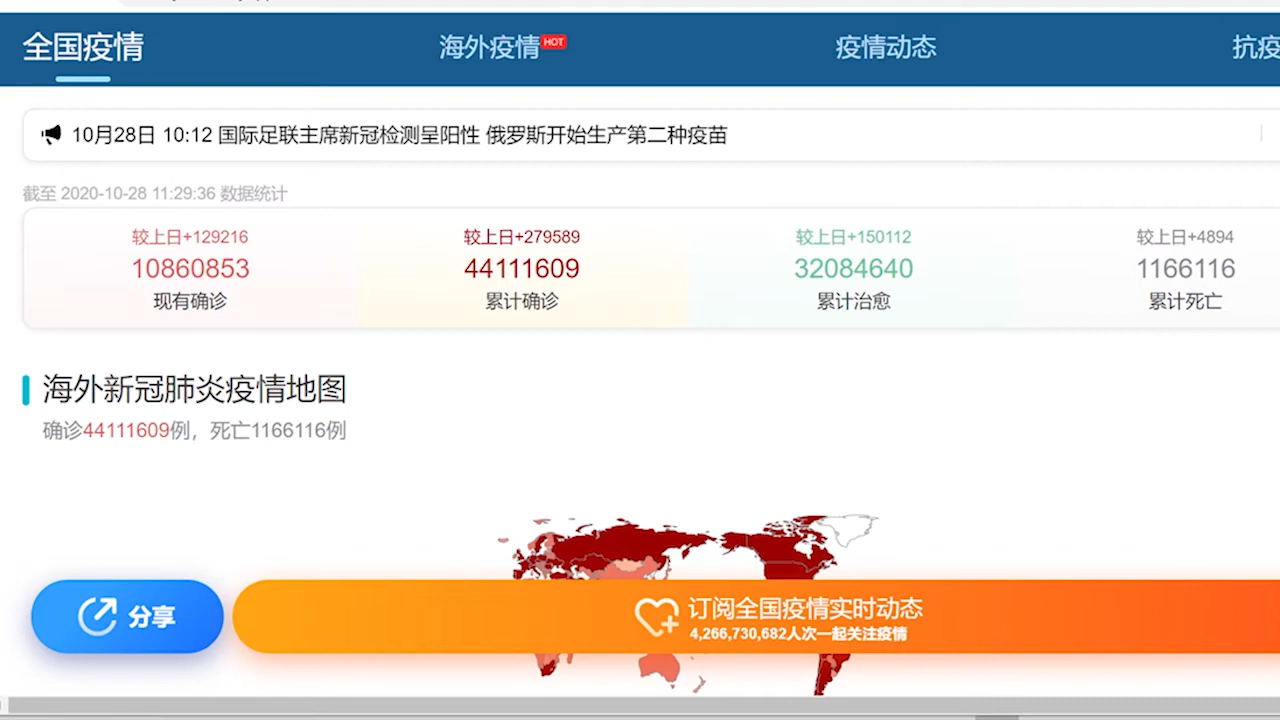 全国疫情
海外疫情HOT
疫情动态
抗疫
10月28日 10:12 国际足联主席新冠检测呈阳性 俄罗斯开始生产第二种疫苗
截至 2020-10-28 11:29:36 数据统计
较上日+129216
10860853
现有确诊
较上日+279589
44111609
累计确诊
较上日+150112
32084640
累计治愈
较上日+4894
1166116
累计死亡
海外新冠肺炎疫情地图
确诊44111609例，死亡1166116例
分享
订阅全国疫情实时动态
4,266,730,682人次一起关注疫情